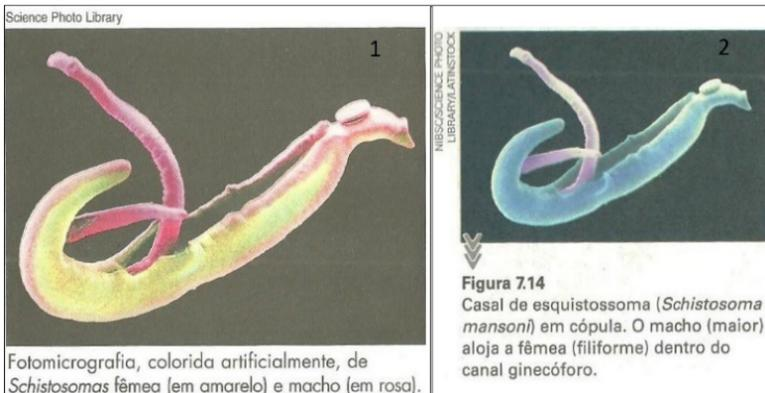 Science Photo Library
1
Fotomicrografia, colorida artificialmente, de
Schistosomas fêmea (em amarelo) e macho (em rosa).
NIBSC/SCIENCE PHOTO
LIBRARY/LATINSTOCK
2
Figura 7.14
Casal de esquistossoma (Schistosoma
mansoni) em cópula. O macho (maior)
aloja a fêmea (filiforme) dentro do
canal ginecóforo.